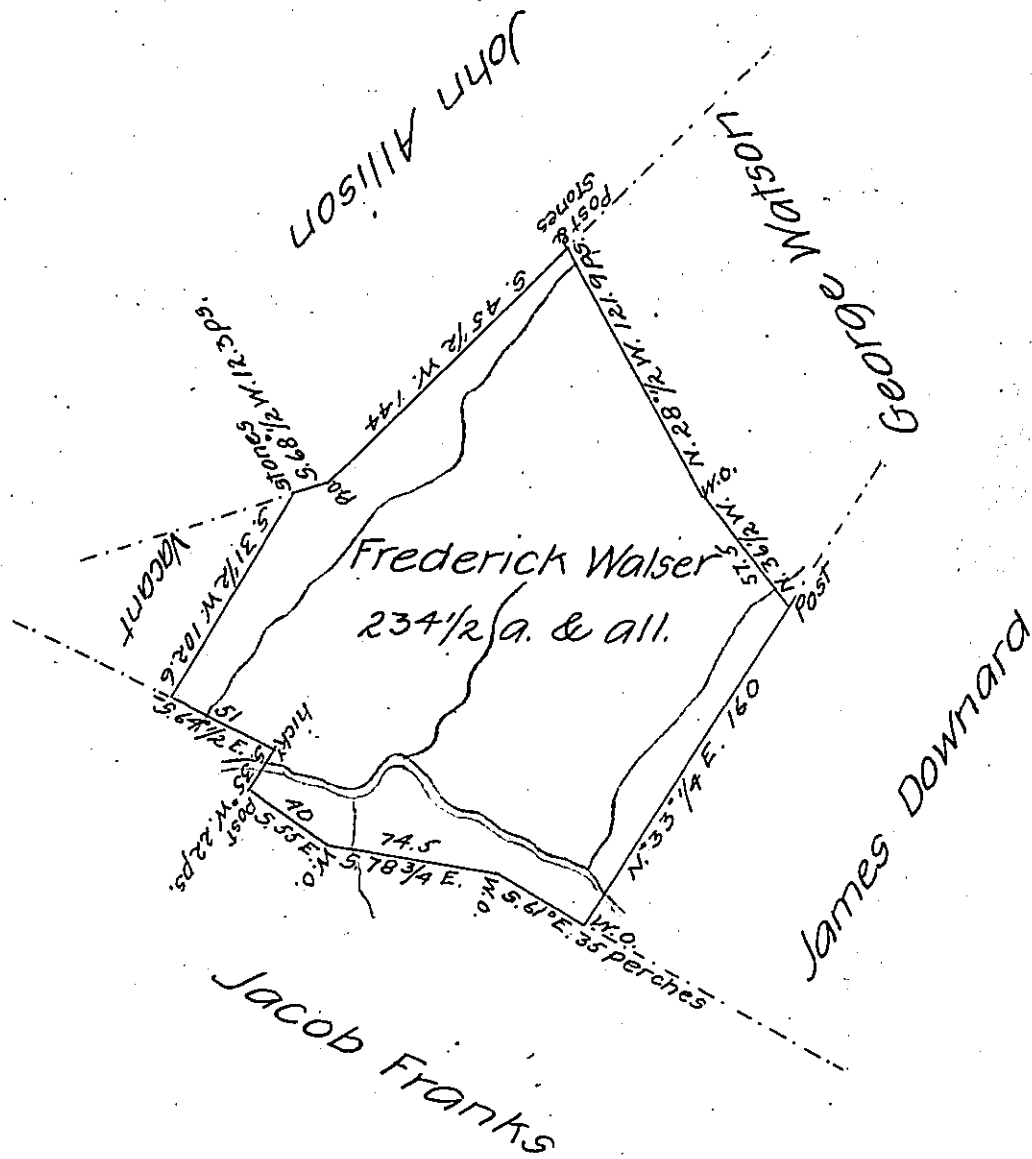 John Allison
George Watson
Post & Stones
N. 28°1/2 W. 121.9 ps.
S. 45 1/2 W. 144
S. 68°1/2 W. 12.3 ps.
stones
W.O.
N. 36 1/2 W. 57.5
Post
Vacant
S. 31 1/2 W. 102.6
Frederick Walser
234 1/2 a. & all.
S. 64 1/2 E. 51
hick'y
S. 35° W. 22 ps.
Post
S. 55 E. 40
W.O.
S. 78 3/4 E. 74.5
W.O.
S. 61° E. 35 perches
W.O.
N.° 33° 1/4 E. 160
James Downard
Jacob Franks